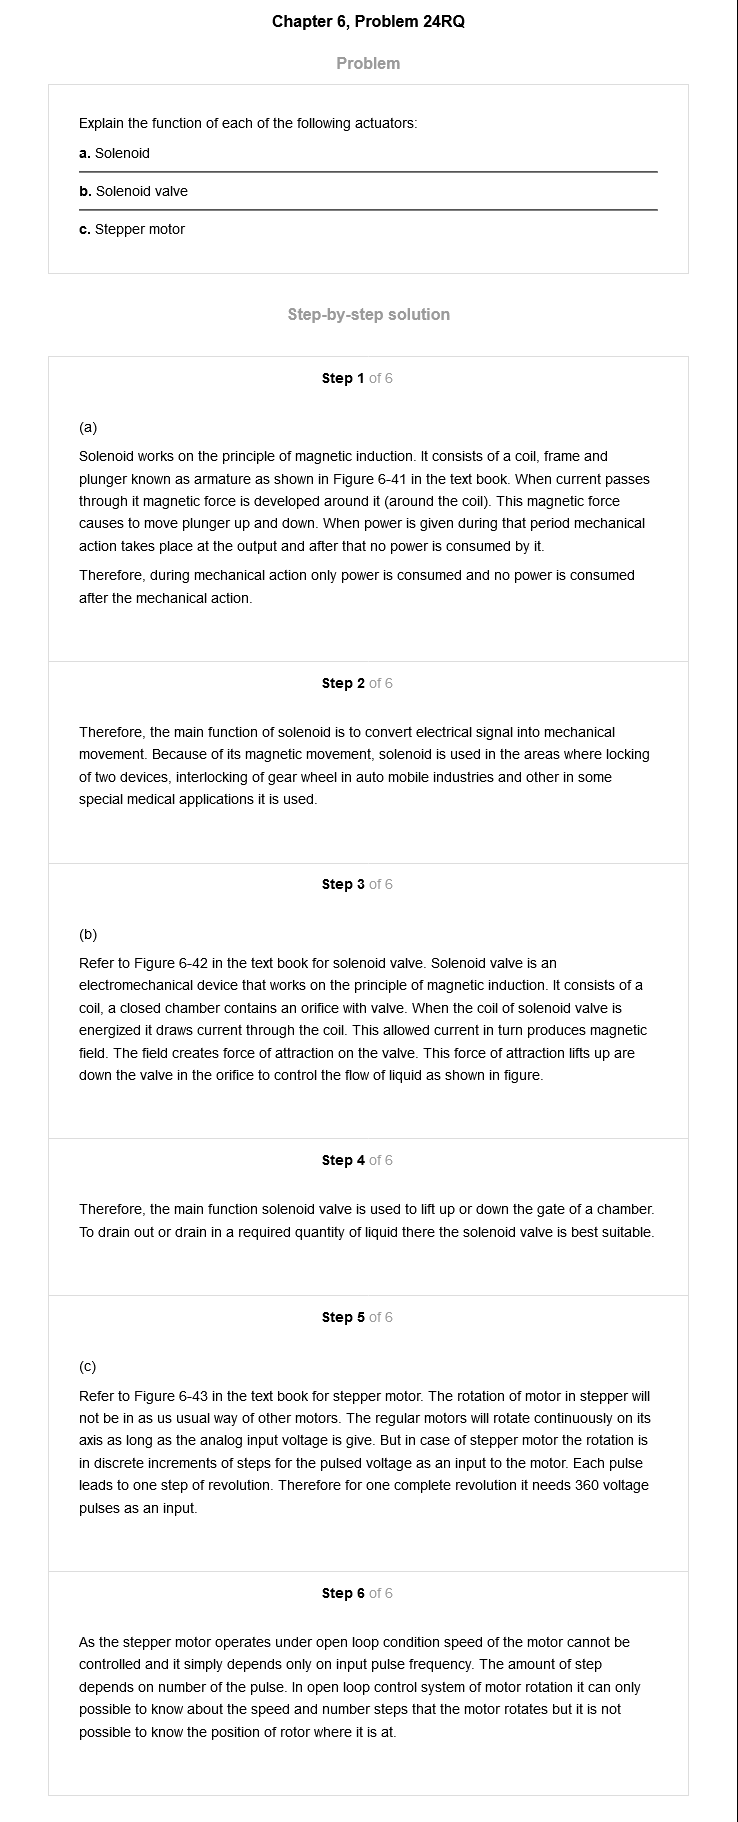 Chapter 6, Problem 24RQ
Problem
Explain the function of each of the following actuators:
a. Solenoid
b. Solenoid valve
c. Stepper motor
Step-by-step solution
Step 1 of 6
(a)
Solenoid works on the principle of magnetic induction. It consists of a coil, frame and
plunger known as armature as shown in Figure 6-41 in the text book. When current passes
through it magnetic force is developed around it (around the coil). This magnetic force
causes to move plunger up and down. When power is given during that period mechanical
action takes place at the output and after that no power is consumed by it.
Therefore, during mechanical action only power is consumed and no power is consumed
after the mechanical action.
Step 2 of 6
Therefore, the main function of solenoid is to convert electrical signal into mechanical
movement. Because of its magnetic movement, solenoid is used in the areas where locking
of two devices, interlocking of gear wheel in auto mobile industries and other in some
special medical applications it is used.
Step 3 of 6
(b)
Refer to Figure 6-42 in the text book for solenoid valve. Solenoid valve is an
electromechanical device that works on the principle of magnetic induction. It consists of a
coil, a closed chamber contains an orifice with valve. When the coil of solenoid valve is
energized it draws current through the coil. This allowed current in turn produces magnetic
field. The field creates force of attraction on the valve. This force of attraction lifts up are
down the valve in the orifice to control the flow of liquid as shown in figure.
Step 4 of 6
Therefore, the main function solenoid valve is used to lift up or down the gate of a chamber.
To drain out or drain in a required quantity of liquid there the solenoid valve is best suitable.
Step 5 of 6
(c)
Refer to Figure 6-43 in the text book for stepper motor. The rotation of motor in stepper will
not be in as us usual way of other motors. The regular motors will rotate continuously on its
axis as long as the analog input voltage is give. But in case of stepper motor the rotation is
in discrete increments of steps for the pulsed voltage as an input to the motor. Each pulse
leads to one step of revolution. Therefore for one complete revolution it needs 360 voltage
pulses as an input.
Step 6 of 6
As the stepper motor operates under open loop condition speed of the motor cannot be
controlled and it simply depends only on input pulse frequency. The amount of step
depends on number of the pulse. In open loop control system of motor rotation it can only
possible to know about the speed and number steps that the motor rotates but it is not
possible to know the position of rotor where it is at.